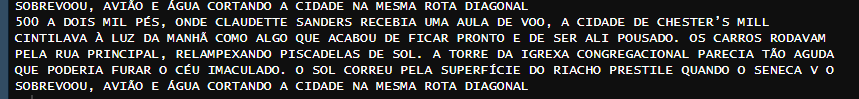 SOBREVOOU, AVIÃO E ÁGUA CORTANDO A CIDADE NA MESMA ROTA DIAGONAL
500 A DOIS MIL PÉS, ONDE CLAUDETTE SANDERS RECEBIA UMA AULA DE VOO, A CIDADE DE CHESTER’S MILL
CINTILAVA À LUZ DA MANHÃ COMO ALGO QUE ACABOU DE FICAR PRONTO E DE SER ALI POUSADO. OS CARROS RODAVAM
PELA RUA PRINCIPAL, RELAMPEXANDO PISCADELAS DE SOL. A TORRE DA IGREXA CONGREGACIONAL PARECIA TÃO AGUDA
QUE PODERIA FURAR O CÉU IMACULADO. O SOL CORREU PELA SUPERFÍCIE DO RIACHO PRESTILE QUANDO O SENECA V O
SOBREVOOU, AVIÃO E ÁGUA CORTANDO A CIDADE NA MESMA ROTA DIAGONAL